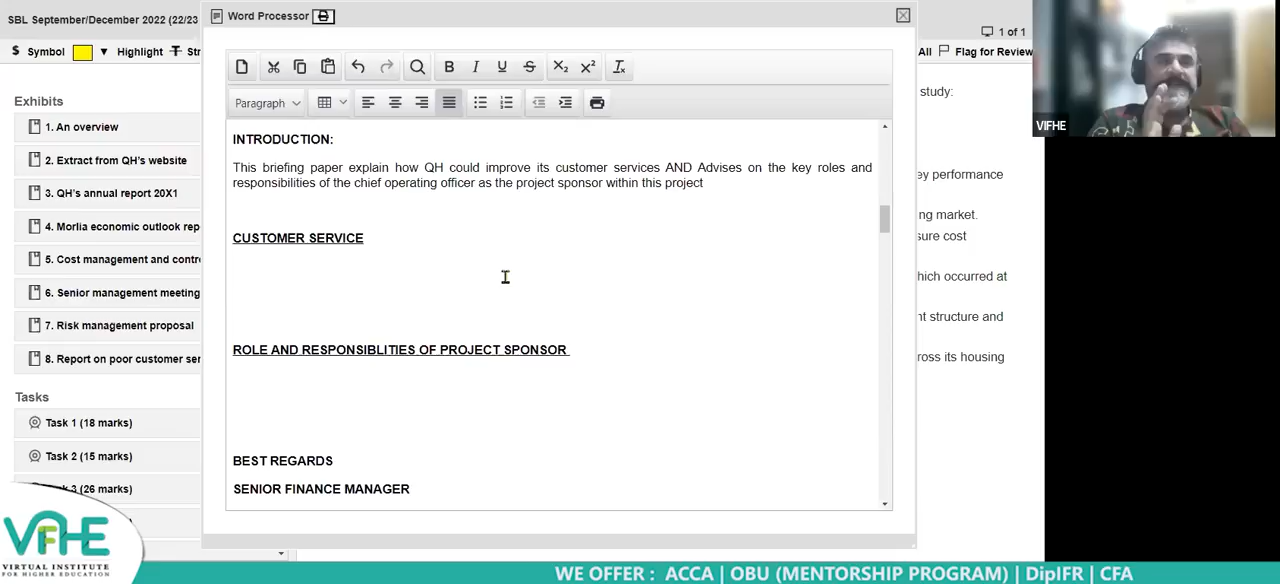 SBL September/December 2022 (22/23
Word Processor
1 of 1
Symbol
Highlight
All
Flag for Review
Paragraph
Exhibits
1. An overview
2. Extract from QH's website
3. QH's annual report 20X1
4. Morlia economic outlook rep
5. Cost management and contro
6. Senior management meeting
7. Risk management proposal
8. Report on poor customer ser
Tasks
Task 1 (18 marks)
Task 2 (15 marks)
3 (26 marks)
INTRODUCTION:
This briefing paper explain how QH could improve its customer services AND Advises on the key roles and
responsibilities of the chief operating officer as the project sponsor within this project
CUSTOMER SERVICE
ROLE AND RESPONSIBLITIES OF PROJECT SPONSOR
BEST REGARDS
SENIOR FINANCE MANAGER
study:
ey performance
ng market.
sure cost
hich occurred at
nt structure and
ross its housing
VIFHE
VIFHE
VIRTUAL INSTITUTE
FOR HIGHER EDUCATION
WE OFFER : ACCA | OBU (MENTORSHIP PROGRAM) | DipIFR | CFA